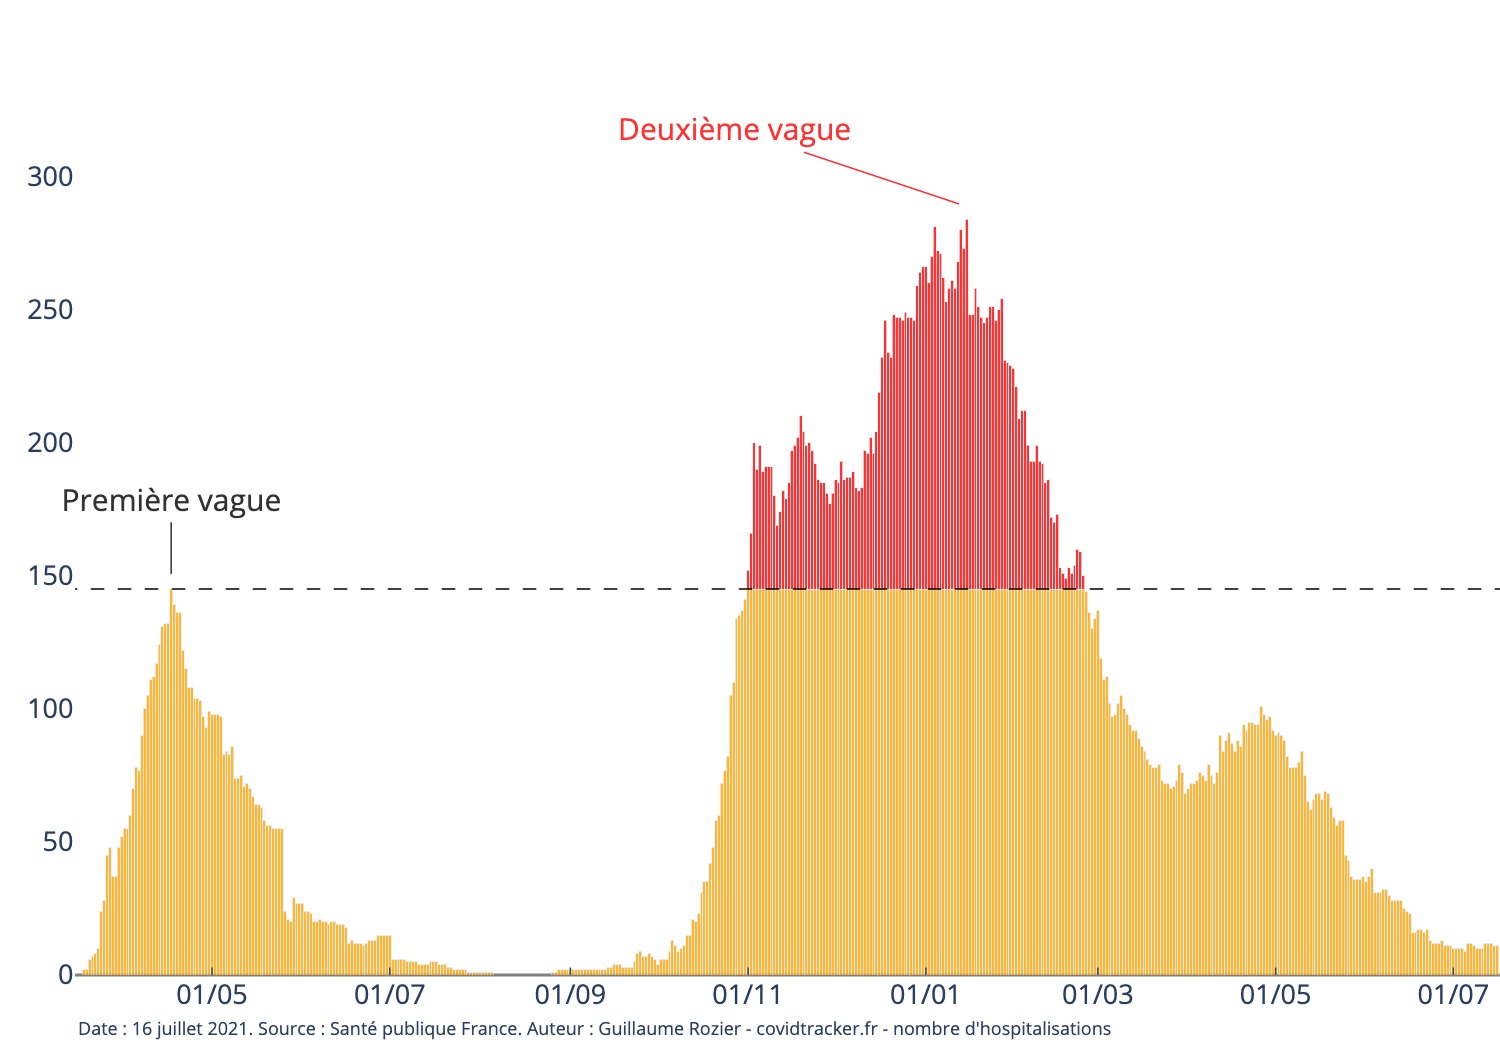 Deuxième vague
300
250
200
Première vague
150
100
50
0
01/05 01/07 01/09 01/11 01/01 01/03 01/05 01/07
Date : 16 juillet 2021. Source : Santé publique France. Auteur : Guillaume Rozier - covidtracker.fr - nombre d'hospitalisations